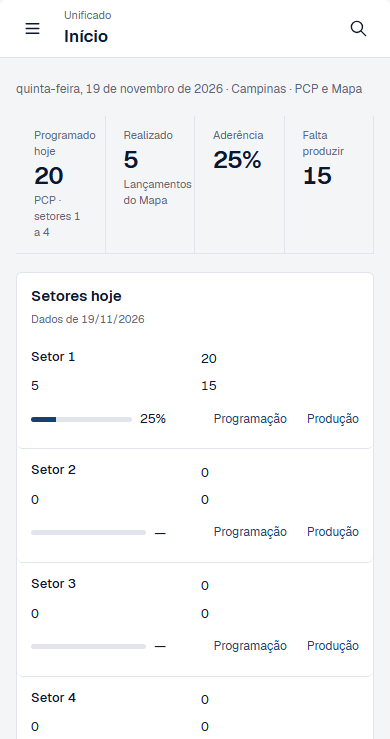 Unificado
Início
quinta-feira, 19 de novembro de 2026 · Campinas · PCP e Mapa
Programado
hoje
20
PCP ·
setores 1
a 4
Realizado
5
Lançamentos
do Mapa
Aderência
25%
Falta
produzir
15
Setores hoje
Dados de 19/11/2026
Setor 1 20
5 15
25% Programação Produção
Setor 2 0
0 0
— Programação Produção
Setor 3 0
0 0
— Programação Produção
Setor 4 0
0 0